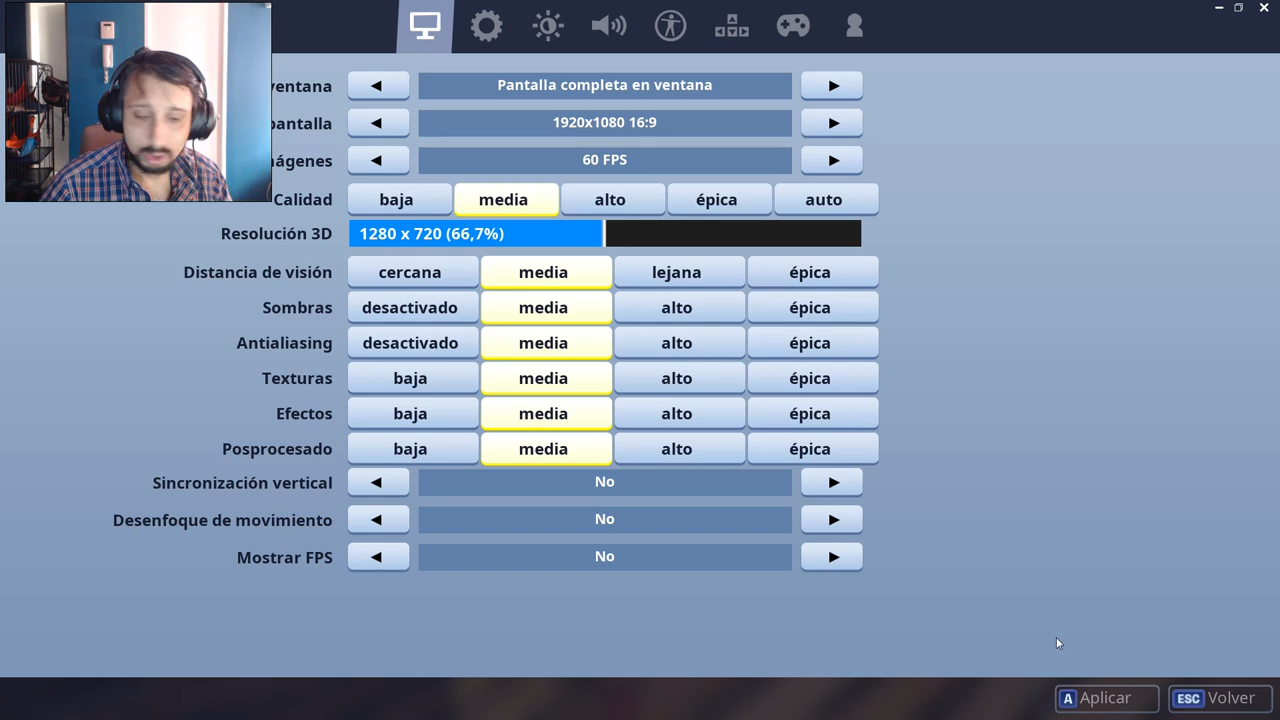 ventana ◀ Pantalla completa en ventana ▶
pantalla ◀ 1920x1080 16:9 ▶
ágenes ◀ 60 FPS ▶
Calidad baja media alto épica auto
Resolución 3D 1280 x 720 (66,7%)
Distancia de visión cercana media lejana épica
Sombras desactivado media alto épica
Antialiasing desactivado media alto épica
Texturas baja media alto épica
Efectos baja media alto épica
Posprocesado baja media alto épica
Sincronización vertical ◀ No ▶
Desenfoque de movimiento ◀ No ▶
Mostrar FPS ◀ No ▶
A Aplicar ESC Volver